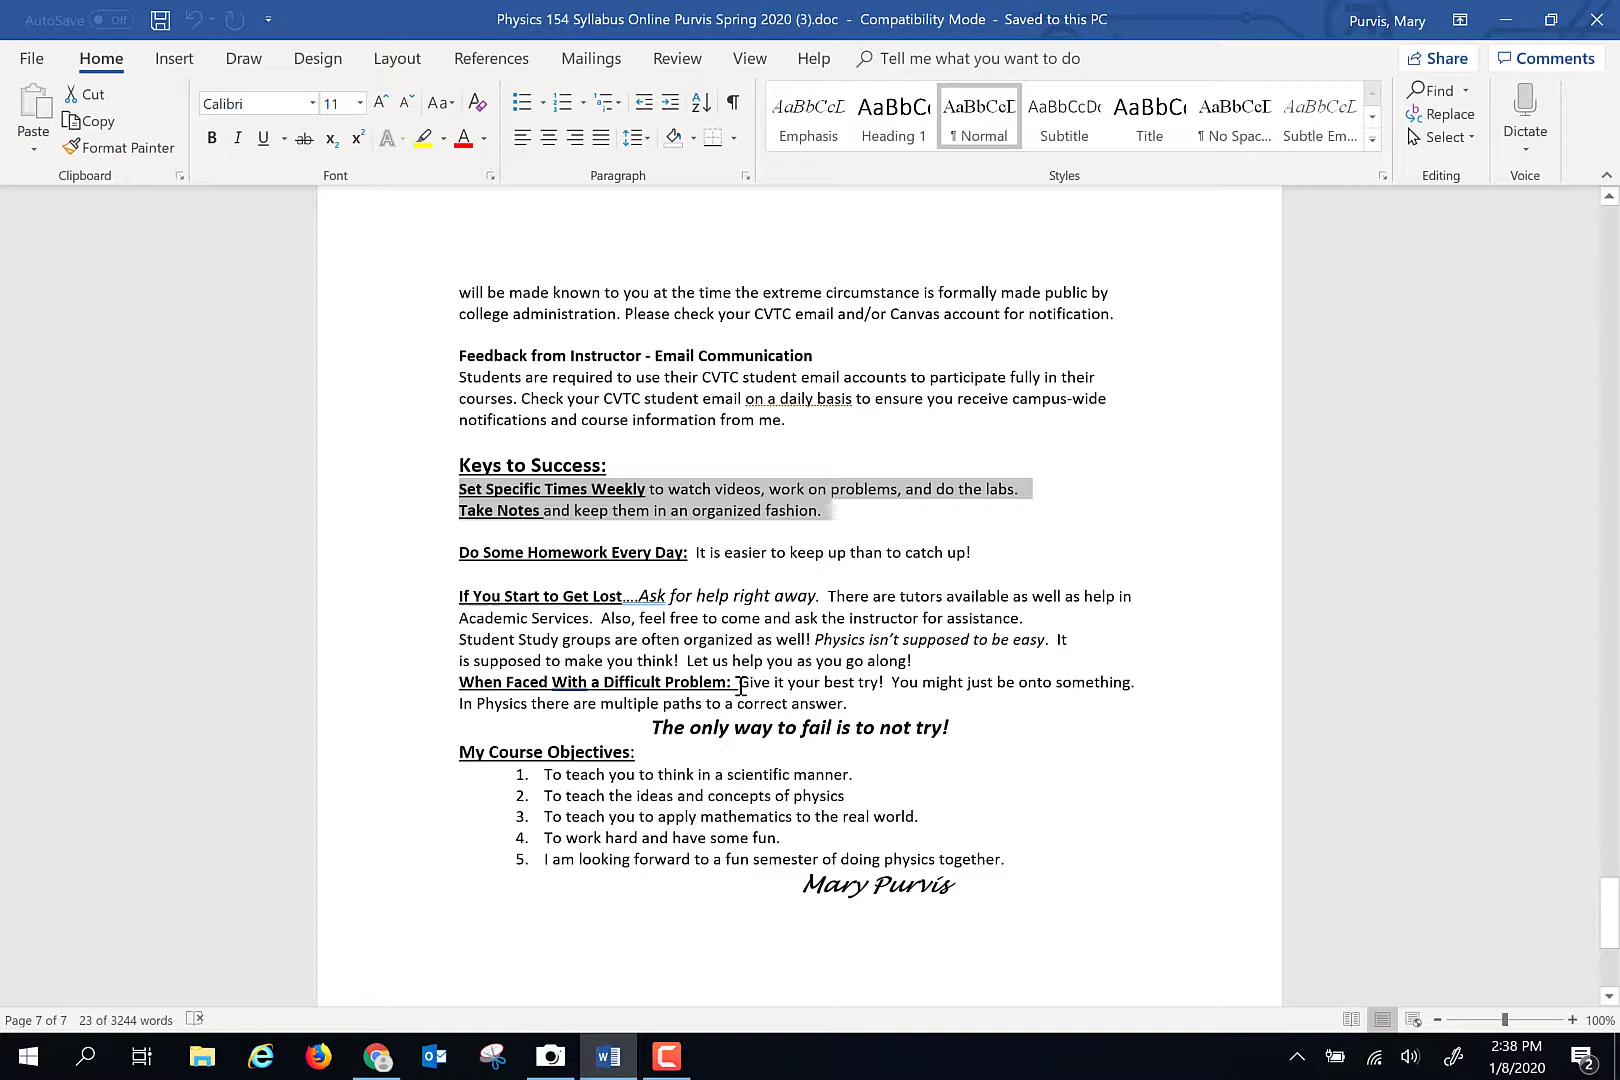 AutoSave Off
Physics 154 Syllabus Online Purvis Spring 2020 (3).doc - Compatibility Mode - Saved to this PC
Purvis, Mary
File Home Insert Draw Design Layout References Mailings Review View Help Tell me what you want to do
Share Comments
Paste
Cut
Copy
Format Painter
Clipboard
Calibri 11
Font
Paragraph
AaBbCcL AaBbC AaBbCcL AaBbCcDc AaBbC AaBbCcL AaBbCcL
Emphasis Heading 1 ¶ Normal Subtitle Title ¶ No Spac... Subtle Em...
Styles
Find
Replace
Select
Editing
Dictate
Voice
will be made known to you at the time the extreme circumstance is formally made public by
college administration. Please check your CVTC email and/or Canvas account for notification.
Feedback from Instructor - Email Communication
Students are required to use their CVTC student email accounts to participate fully in their
courses. Check your CVTC student email on a daily basis to ensure you receive campus-wide
notifications and course information from me.
Keys to Success:
Set Specific Times Weekly to watch videos, work on problems, and do the labs.
Take Notes and keep them in an organized fashion.
Do Some Homework Every Day: It is easier to keep up than to catch up!
If You Start to Get Lost....Ask for help right away. There are tutors available as well as help in
Academic Services. Also, feel free to come and ask the instructor for assistance.
Student Study groups are often organized as well! Physics isn't supposed to be easy. It
is supposed to make you think! Let us help you as you go along!
When Faced With a Difficult Problem: Give it your best try! You might just be onto something.
In Physics there are multiple paths to a correct answer.
The only way to fail is to not try!
My Course Objectives:
1. To teach you to think in a scientific manner.
2. To teach the ideas and concepts of physics
3. To teach you to apply mathematics to the real world.
4. To work hard and have some fun.
5. I am looking forward to a fun semester of doing physics together.
Mary Purvis
Page 7 of 7 23 of 3244 words
100%
2:38 PM
1/8/2020
2